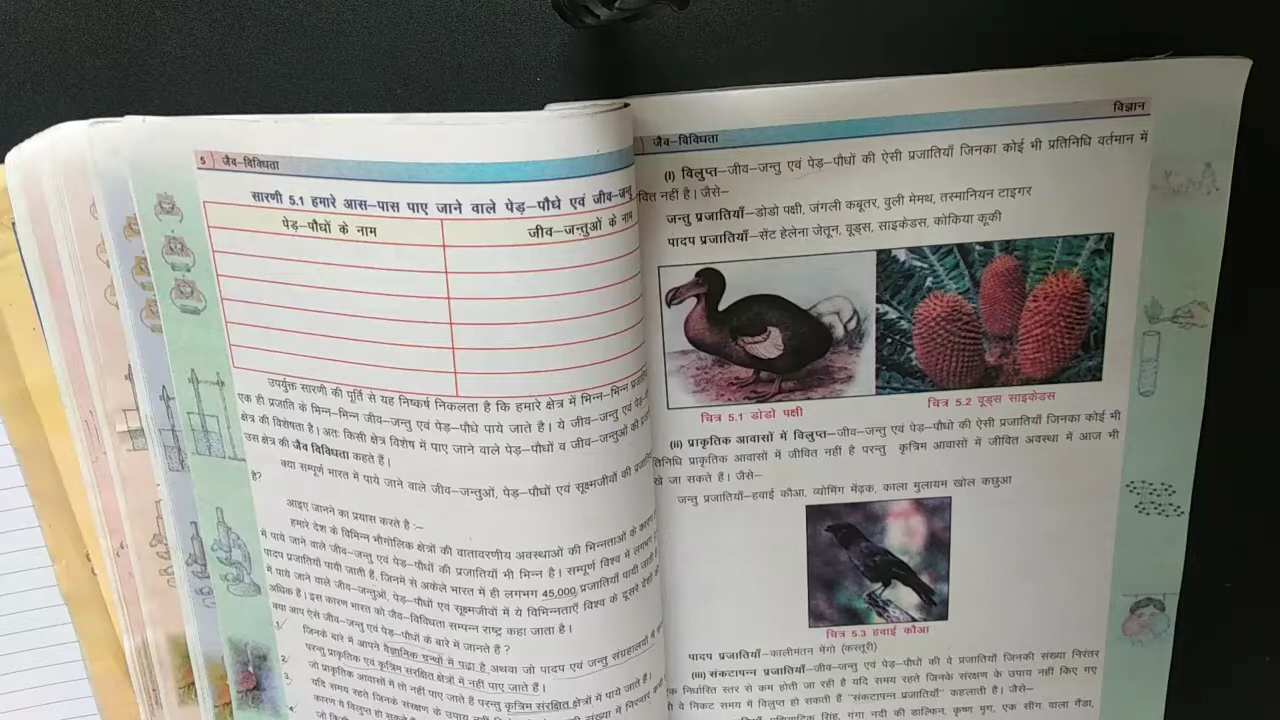 5 जैव–विविधता
सारणी 5.1 हमारे आस–पास पाए जाने वाले पेड़–पौधे एवं जीव–जन्तु
पेड़–पौधों के नाम
जीव–जन्तुओं के नाम
उपर्युक्त सारणी की पूर्ति से यह निष्कर्ष निकलता है कि हमारे क्षेत्र में भिन्न–भिन्न
एक ही प्रजाति के भिन्न–भिन्न जीव–जन्तु एवं पेड़–पौधे पाये जाते है। ये जीव–जन्तु एवं
क्षेत्र की विशेषता है। अतः किसी क्षेत्र विशेष में पाए जाने वाले पेड़–पौधों व जीव–जन्तुओं की
उस क्षेत्र की जैव विविधता कहते हैं।
क्या सम्पूर्ण भारत में पाये जाने वाले जीव–जन्तुओं, पेड़–पौधों एवं सूक्ष्मजीवों की
है?
आइए जानने का प्रयास करते है :–
हमारे देश के विभिन्न भौगोलिक क्षेत्रों की वातावरणीय अवस्थाओं की भिन्नताओं के कारण
में पाये जाने वाले जीव–जन्तु एवं पेड़–पौधों की प्रजातियाँ भी भिन्न है। सम्पूर्ण विश्व में लगभग
पादप प्रजातियाँ पायी जाती हैं, जिनमें से अकेले भारत में ही लगभग 45,000 प्रजातियाँ पायी जाती
में पाये जाने वाले जीव–जन्तुओं, पेड़–पौधों एवं सूक्ष्मजीवों में ये विभिन्नताएँ विश्व के दूसरे देशों
अधिक हैं। इस कारण भारत को जैव–विविधता सम्पन्न राष्ट्र कहा जाता है।
क्या आप ऐसे जीव–जन्तु एवं पेड़–पौधों के बारे में जानते है ?
जिनके बारे में आपने वैज्ञानिक ग्रन्थों में पढ़ा है अथवा जो पादप एवं जन्तु संग्रहालयों में
परन्तु प्राकृतिक एवं कृत्रिम संरक्षित क्षेत्रों में नहीं पाए जाते हैं।
जो प्राकृतिक आवासों में तो नहीं पाए जाते है परन्तु कृत्रिम संरक्षित क्षेत्रों में पाये जाते हैं।
यदि समय रहते जिनके संरक्षण के उपाय नहीं
जैव–विविधता
विज्ञान
(i) विलुप्त–जीव–जन्तु एवं पेड़–पौधों की ऐसी प्रजातियाँ जिनका कोई भी प्रतिनिधि वर्तमान में
वित नहीं है। जैसे–
जन्तु प्रजातियाँ–डोडो पक्षी, जंगली कबूतर, वुली मेमथ, तस्मानियन टाइगर
पादप प्रजातियाँ–सेंट हेलेना जेतून, वूड्स, साइकेडस, कोकिया कूकी
चित्र 5.1 डोडो पक्षी
चित्र 5.2 वूड्स साइकेडस
(ii) प्राकृतिक आवासों में विलुप्त–जीव–जन्तु एवं पेड़–पौधो की ऐसी प्रजातियाँ जिनका कोई भी
तिनिधि प्राकृतिक आवासों में जीवित नहीं है परन्तु कृत्रिम आवासों में जीवित अवस्था में आज भी
खे जा सकते हैं। जैसे–
जन्तु प्रजातियाँ–हवाई कौआ, व्योमिंग मेंढ़क, काला मुलायम खोल कछुआ
चित्र 5.3 हवाई कौआ
पादप प्रजातियाँ–कालीमंतन मेंगो (कस्तूरी)
(iii) संकटापन्न प्रजातियाँ–जीव–जन्तु एवं पेड़–पौधों की वे प्रजातियाँ जिनकी संख्या निरंतर
क निर्धारित स्तर से कम होती जा रही है यदि समय रहते जिनके संरक्षण के उपाय नहीं किए गए
वे निकट समय में विलुप्त हो सकती हैं "संकटापन्न प्रजातियाँ" कहलाती है। जैसे–
सिंह, गंगा नदी की डाल्फिन, कृष्ण मृग, एक सींग वाला गैंडा,